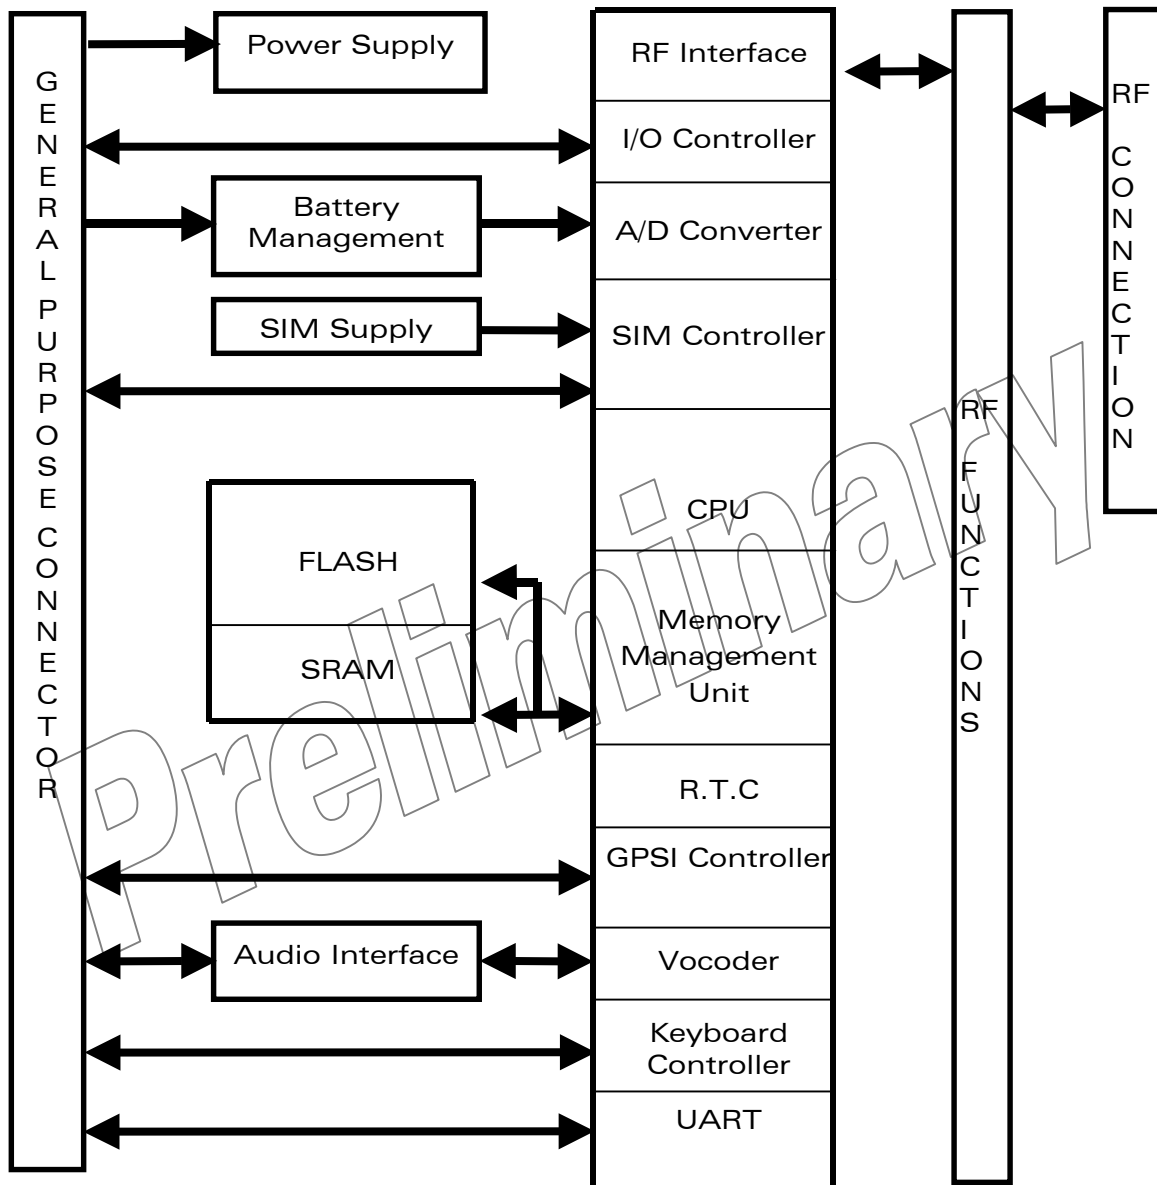 GENERAL PURPOSE CONNECTOR
Power Supply
Battery
Management
SIM Supply
FLASH
SRAM
Audio Interface
RF Interface
I/O Controller
A/D Converter
SIM Controller
CPU
Memory
Management
Unit
R.T.C
GPSI Controller
Vocoder
Keyboard
Controller
UART
RF FUNCTIONS
RF CONNECTION
Preliminary